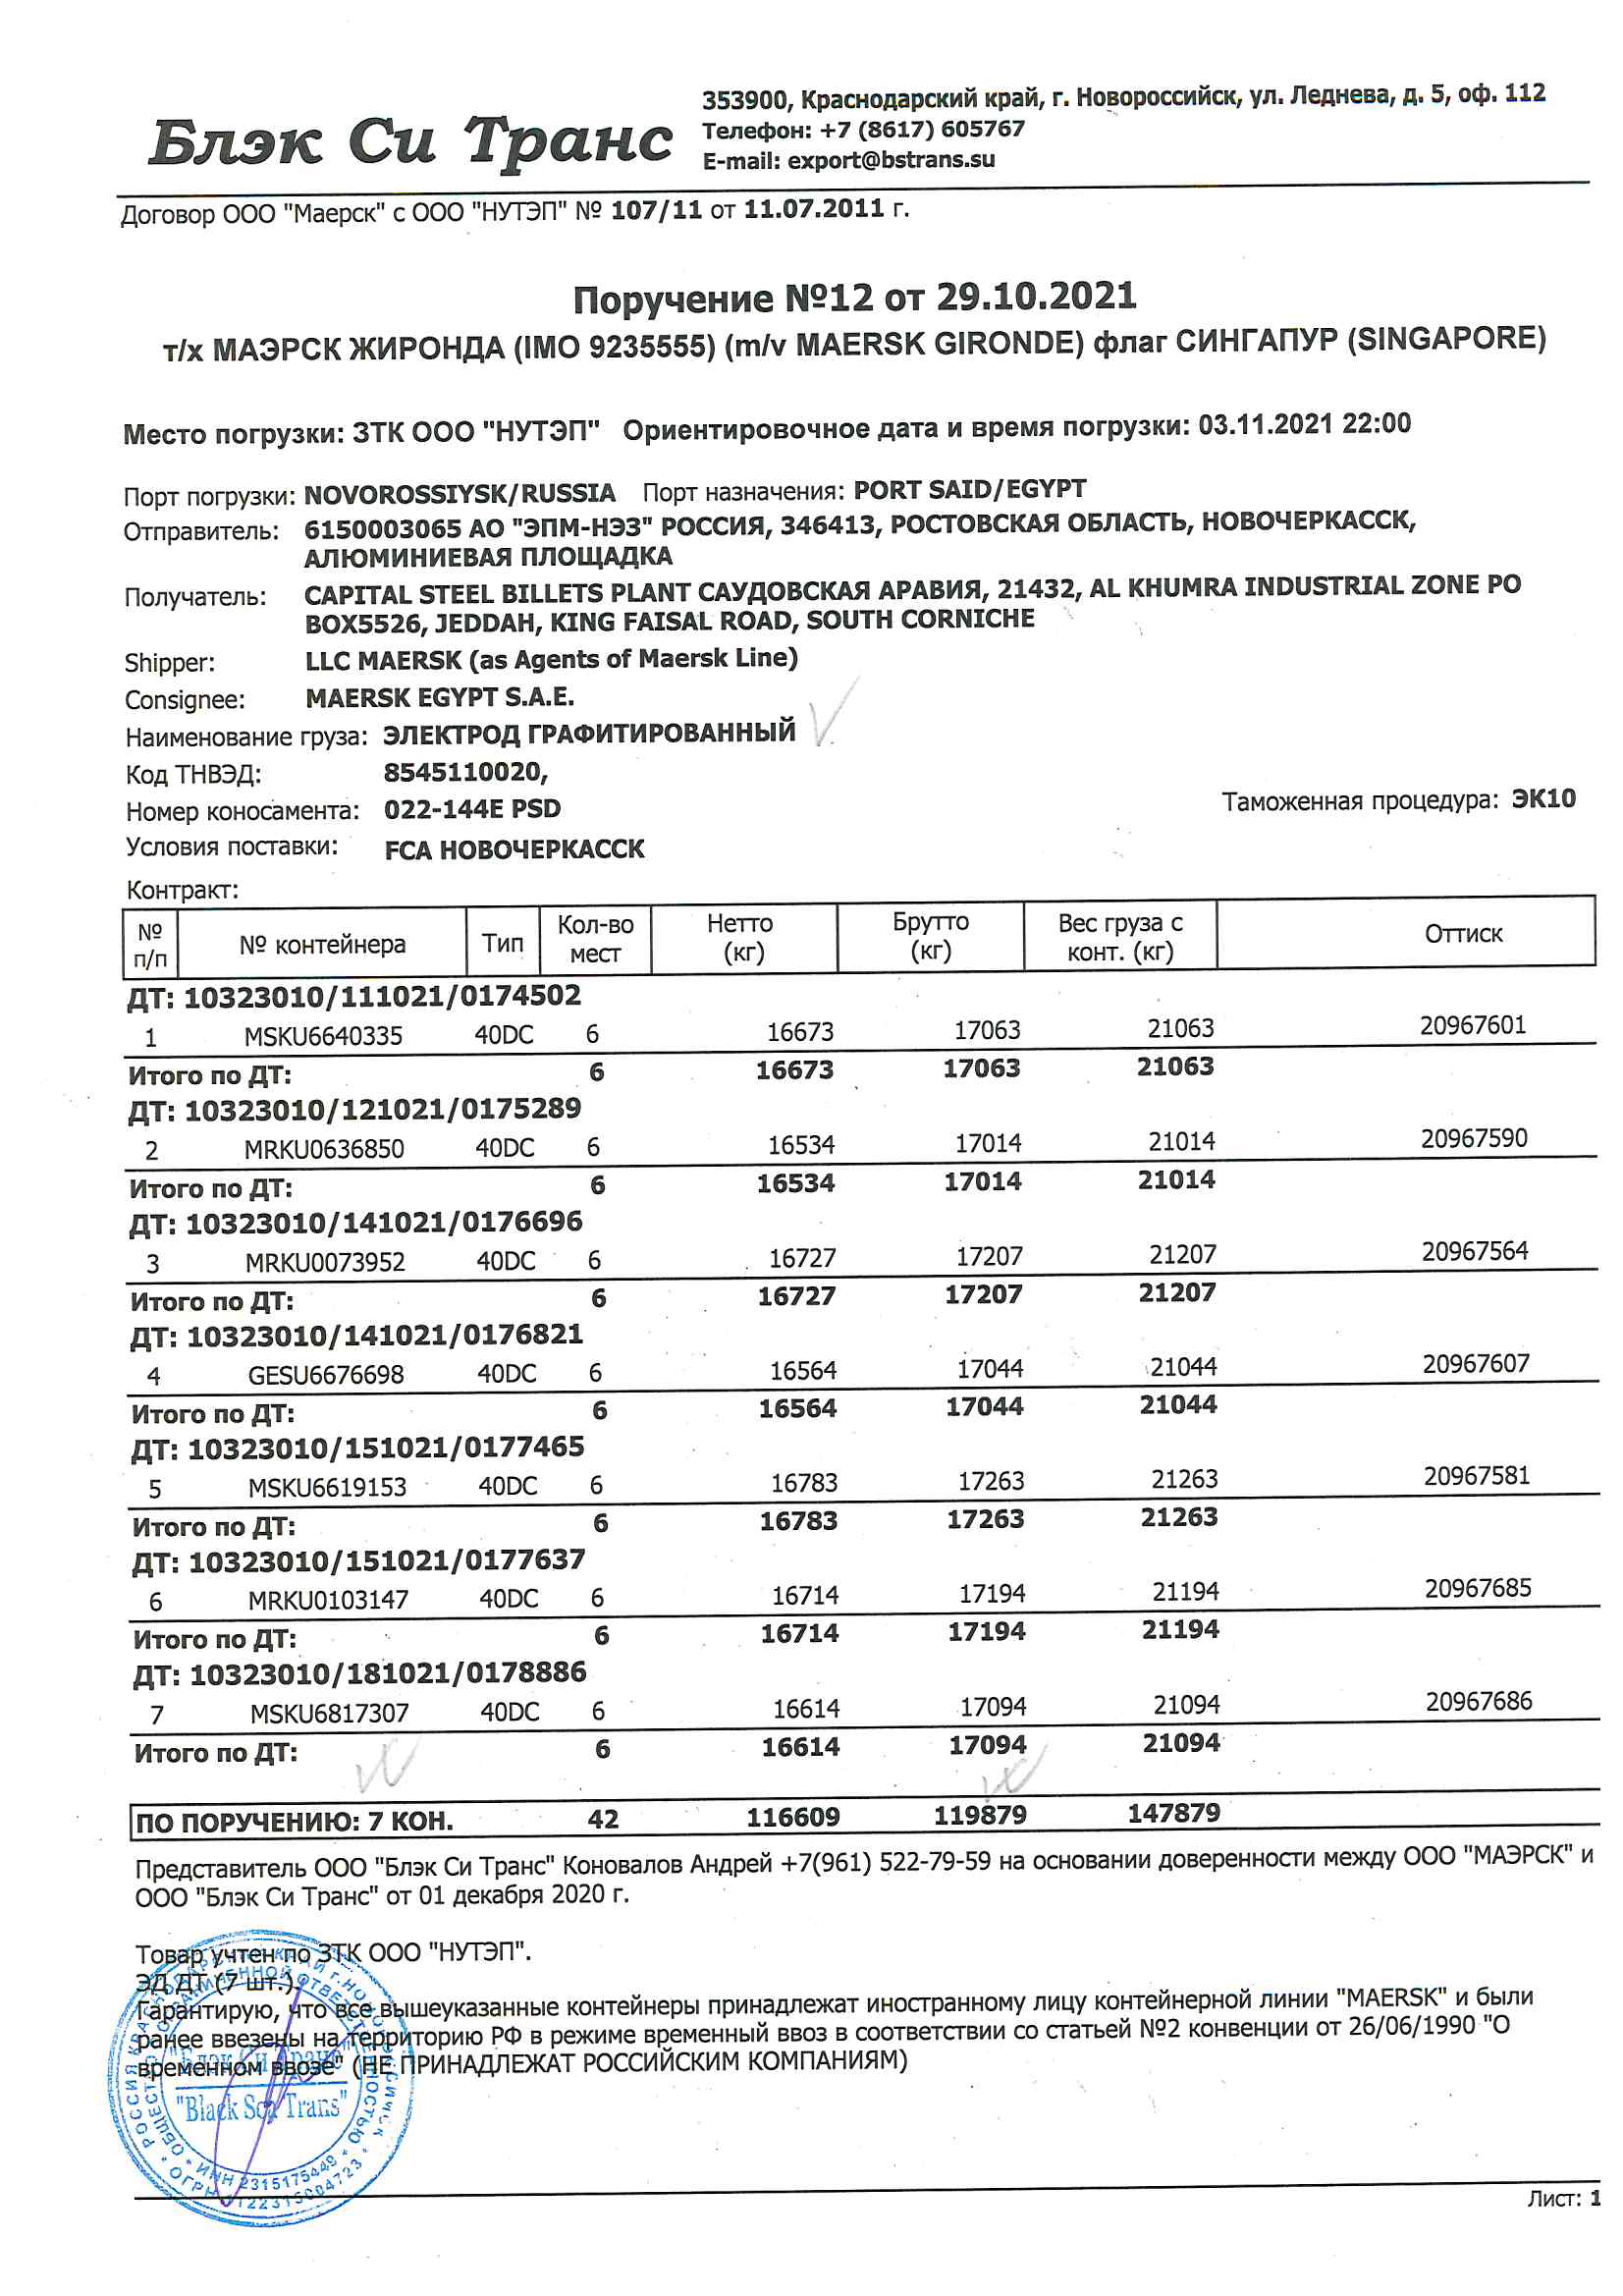 Блэк Си Транс
353900, Краснодарский край, г. Новороссийск, ул. Леднева, д. 5, оф. 112
Телефон: +7 (8617) 605767
E-mail: export@bstrans.su
Договор ООО "Маерск" с ООО "НУТЭП" № 107/11 от 11.07.2011 г.
Поручение №12 от 29.10.2021
т/х МАЭРСК ЖИРОНДА (IMO 9235555) (m/v MAERSK GIRONDE) флаг СИНГАПУР (SINGAPORE)
Место погрузки: ЗТК ООО "НУТЭП" Ориентировочное дата и время погрузки: 03.11.2021 22:00
Порт погрузки: NOVOROSSIYSK/RUSSIA Порт назначения: PORT SAID/EGYPT
Отправитель: 6150003065 АО "ЭПМ-НЭЗ" РОССИЯ, 346413, РОСТОВСКАЯ ОБЛАСТЬ, НОВОЧЕРКАССК,
АЛЮМИНИЕВАЯ ПЛОЩАДКА
Получатель: CAPITAL STEEL BILLETS PLANT САУДОВСКАЯ АРАВИЯ, 21432, AL KHUMRA INDUSTRIAL ZONE PO
BOX5526, JEDDAH, KING FAISAL ROAD, SOUTH CORNICHE
Shipper: LLC MAERSK (as Agents of Maersk Line)
Consignee: MAERSK EGYPT S.A.E.
Наименование груза: ЭЛЕКТРОД ГРАФИТИРОВАННЫЙ
Код ТНВЭД: 8545110020,
Номер коносамента: 022-144E PSD Таможенная процедура: ЭК10
Условия поставки: FCA НОВОЧЕРКАССК
Контракт:
№ п/п № контейнера Тип Кол-во мест Нетто (кг) Брутто (кг) Вес груза с конт. (кг) Оттиск
ДТ: 10323010/111021/0174502
1 MSKU6640335 40DC 6 16673 17063 21063 20967601
Итого по ДТ: 6 16673 17063 21063
ДТ: 10323010/121021/0175289
2 MRKU0636850 40DC 6 16534 17014 21014 20967590
Итого по ДТ: 6 16534 17014 21014
ДТ: 10323010/141021/0176696
3 MRKU0073952 40DC 6 16727 17207 21207 20967564
Итого по ДТ: 6 16727 17207 21207
ДТ: 10323010/141021/0176821
4 GESU6676698 40DC 6 16564 17044 21044 20967607
Итого по ДТ: 6 16564 17044 21044
ДТ: 10323010/151021/0177465
5 MSKU6619153 40DC 6 16783 17263 21263 20967581
Итого по ДТ: 6 16783 17263 21263
ДТ: 10323010/151021/0177637
6 MRKU0103147 40DC 6 16714 17194 21194 20967685
Итого по ДТ: 6 16714 17194 21194
ДТ: 10323010/181021/0178886
7 MSKU6817307 40DC 6 16614 17094 21094 20967686
Итого по ДТ: 6 16614 17094 21094
ПО ПОРУЧЕНИЮ: 7 КОН. 42 116609 119879 147879
Представитель ООО "Блэк Си Транс" Коновалов Андрей +7(961) 522-79-59 на основании доверенности между ООО "МАЭРСК" и
ООО "Блэк Си Транс" от 01 декабря 2020 г.
Товар учтен по ЗТК ООО "НУТЭП".
ЭД ДТ (7 шт.).
Гарантирую, что все вышеуказанные контейнеры принадлежат иностранному лицу контейнерной линии "MAERSK" и были
ранее ввезены на территорию РФ в режиме временный ввоз в соответствии со статьей №2 конвенции от 26/06/1990 "О
временном ввозе" (НЕ ПРИНАДЛЕЖАТ РОССИЙСКИМ КОМПАНИЯМ)
"Блэк Си Транс"
"Black Sea Trans"
ИНН 2315175449
Лист: 1